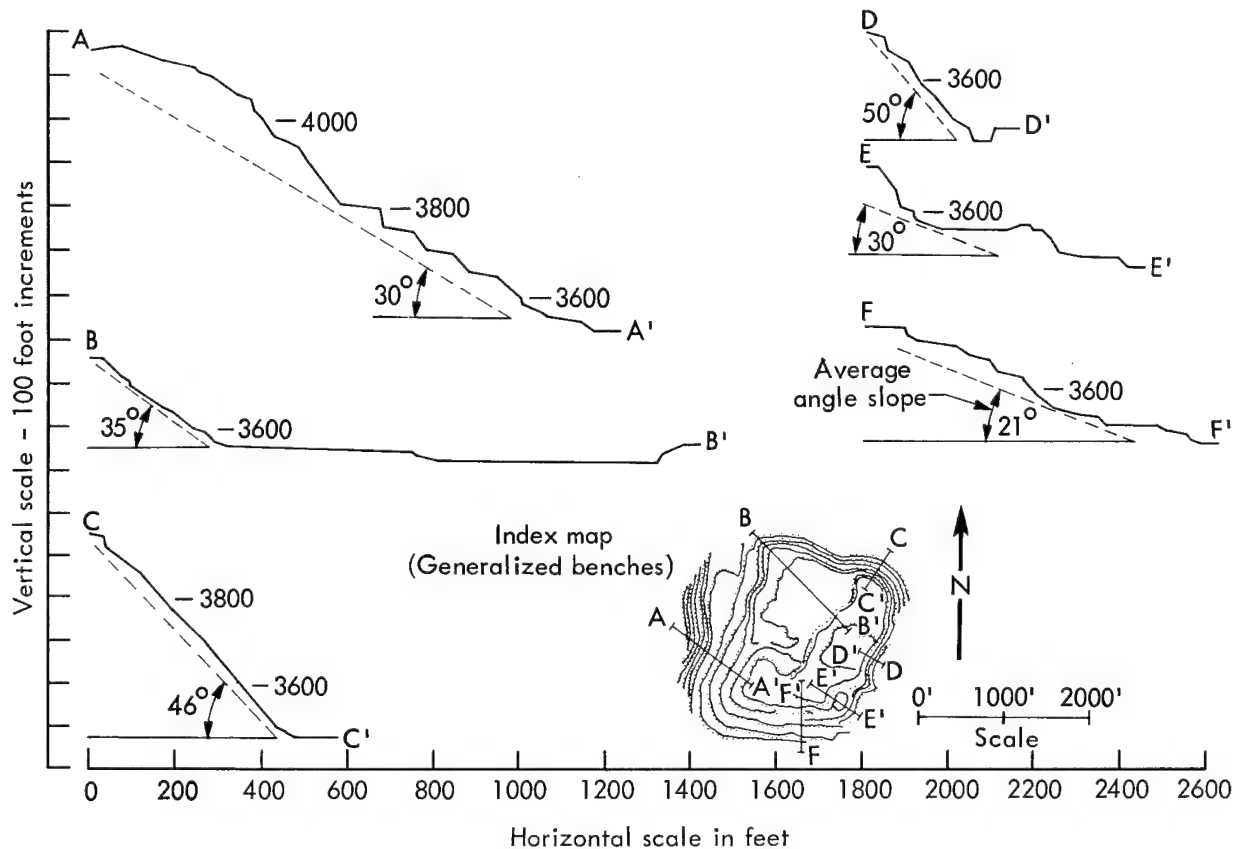 A
4000
3800
30°
3600
A'
B
35°
3600
B'
C
3800
46°
3600
C'
D
3600
50°
D'
E
3600
30°
E'
F
Average
angle slope
3600
21°
F'
Index map
(Generalized benches)
B
C
A
C'
B'
D'
D
A'
F'
E'
E'
F
N
0' 1000' 2000'
Scale
Vertical scale - 100 foot increments
0 200 400 600 800 1000 1200 1400 1600 1800 2000 2200 2400 2600
Horizontal scale in feet